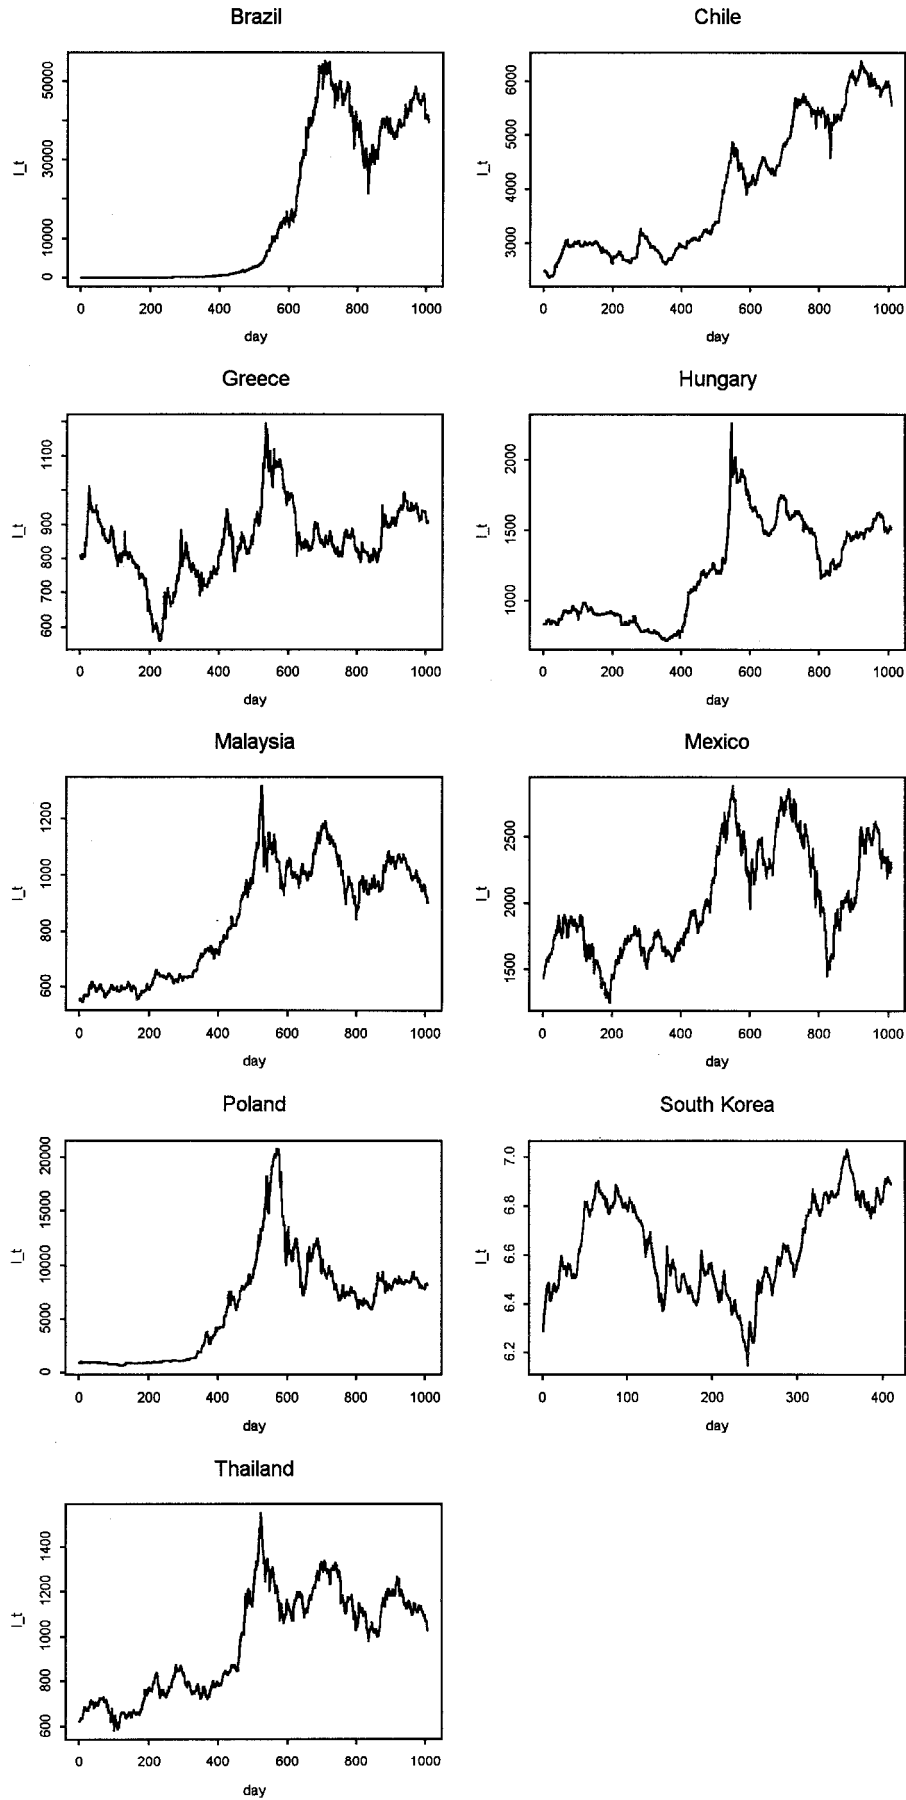 Brazil
I_t
50000
30000
10000
0
0 200 400 600 800 1000
day
Chile
I_t
6000
5000
4000
3000
0 200 400 600 800 1000
day
Greece
I_t
1100
900
800
700
600
0 200 400 600 800 1000
day
Hungary
I_t
2000
1500
1000
0 200 400 600 800 1000
day
Malaysia
I_t
1200
1000
800
600
0 200 400 600 800 1000
day
Mexico
I_t
2500
2000
1500
0 200 400 600 800 1000
day
Poland
I_t
20000
15000
10000
5000
0
0 200 400 600 800 1000
day
South Korea
I_t
7.0
6.8
6.6
6.4
6.2
0 100 200 300 400
day
Thailand
I_t
1400
1200
1000
800
600
0 200 400 600 800 1000
day